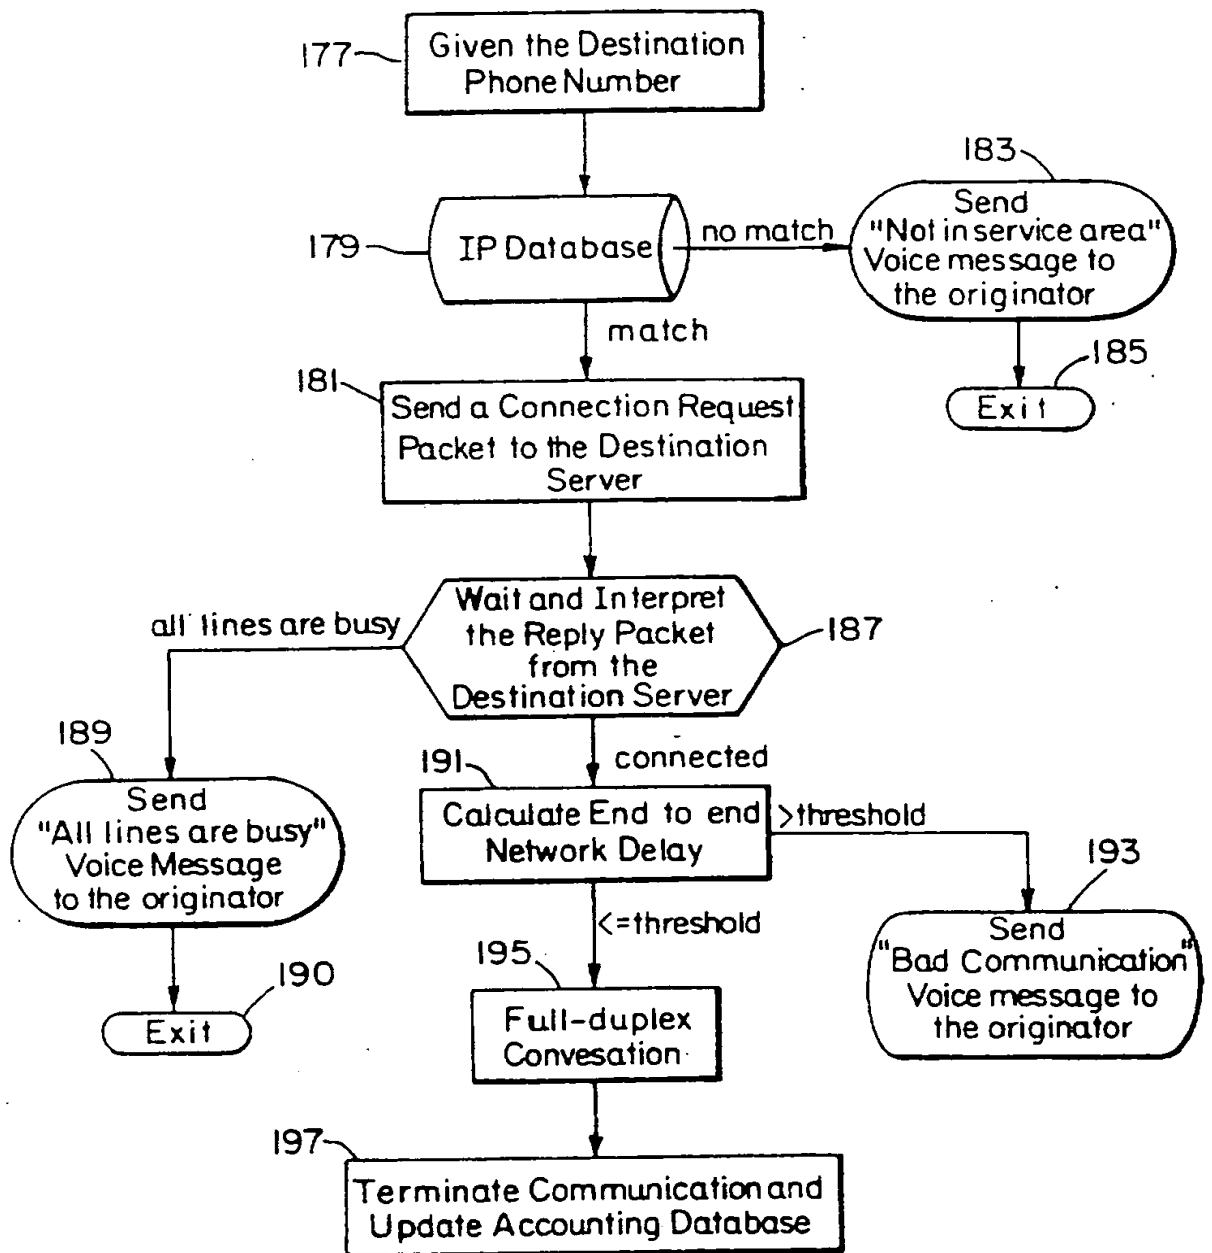 177
Given the Destination
Phone Number
183
Send
"Not in service area"
Voice message to
the originator
179
IP Database
no match
match
185
Exit
181
Send a Connection Request
Packet to the Destination
Server
all lines are busy
Wait and Interpret
the Reply Packet
from the
Destination Server
187
189
Send
"All lines are busy"
Voice Message
to the originator
connected
191
Calculate End to end
Network Delay
>threshold
193
Send
"Bad Communication"
Voice message to
the originator
<=threshold
190
Exit
195
Full-duplex
Convesation
197
Terminate Communication and
Update Accounting Database